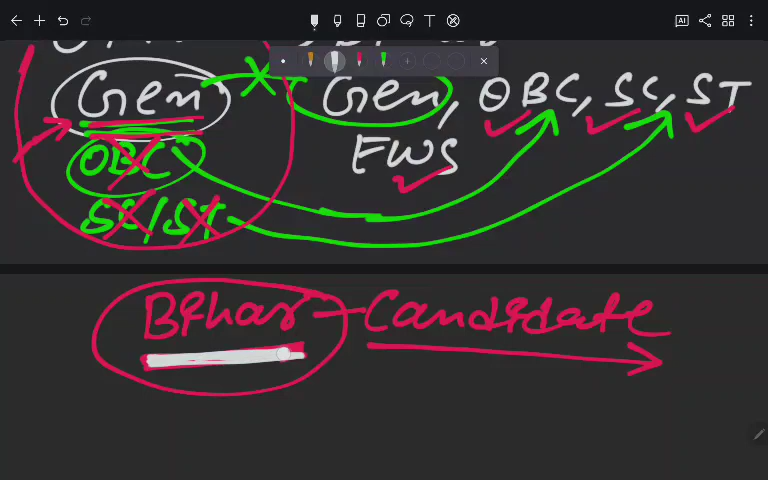 Gen Gen, OBC, SC, ST
OBC EWS
SC/ST
Bihar - Candidate